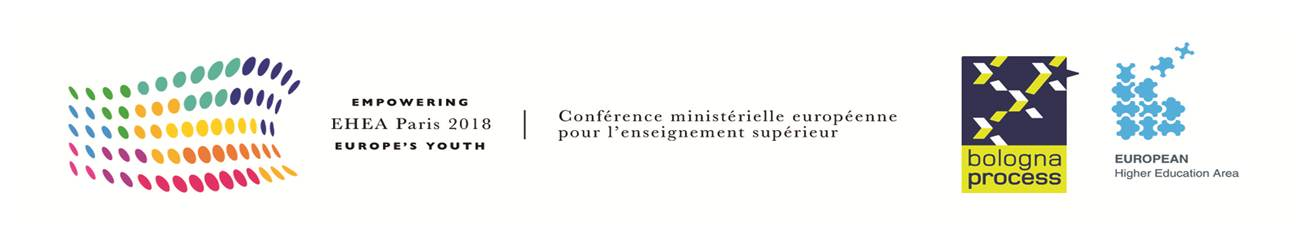 EMPOWERING
EHEA Paris 2018
EUROPE'S YOUTH
Conférence ministérielle européenne
pour l'enseignement supérieur
bologna
process
EUROPEAN
Higher Education Area